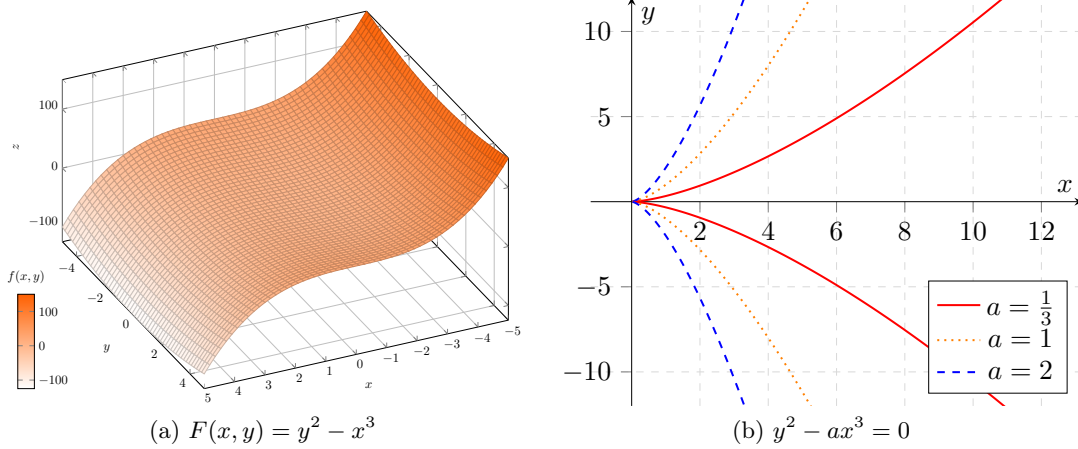 100
0
−100
z
−4
−2
0
2
4
y
5
4
3
2
1
0
−1
−2
−3
−4
−5
x
f(x, y)
100
0
−100
(a) F(x, y) = y² − x³
y
x
10
5
−5
−10
2
4
6
8
10
12
a = 1/3
a = 1
a = 2
(b) y² − ax³ = 0